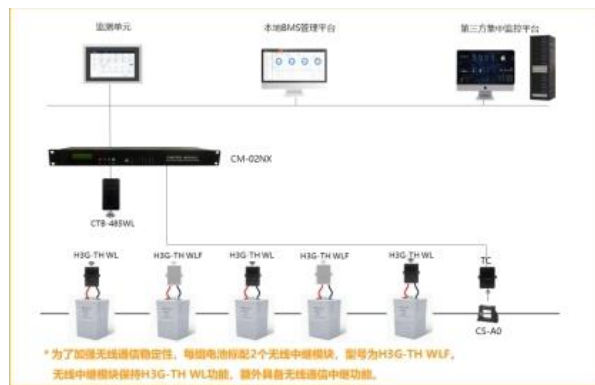 监测单元
本地BMS管理平台
第三方集中监控平台
CM-02NX
CTB-485WL
H3G-TH WL
H3G-TH WLF
H3G-TH WL
H3G-TH WLF
H3G-TH WL
TC
CS-A0
*为了加强无线通信稳定性，每组电池标配2个无线中继模块，型号为H3G-TH WLF，
无线中继模块保持H3G-TH WL功能，额外具备无线通信中继功能。